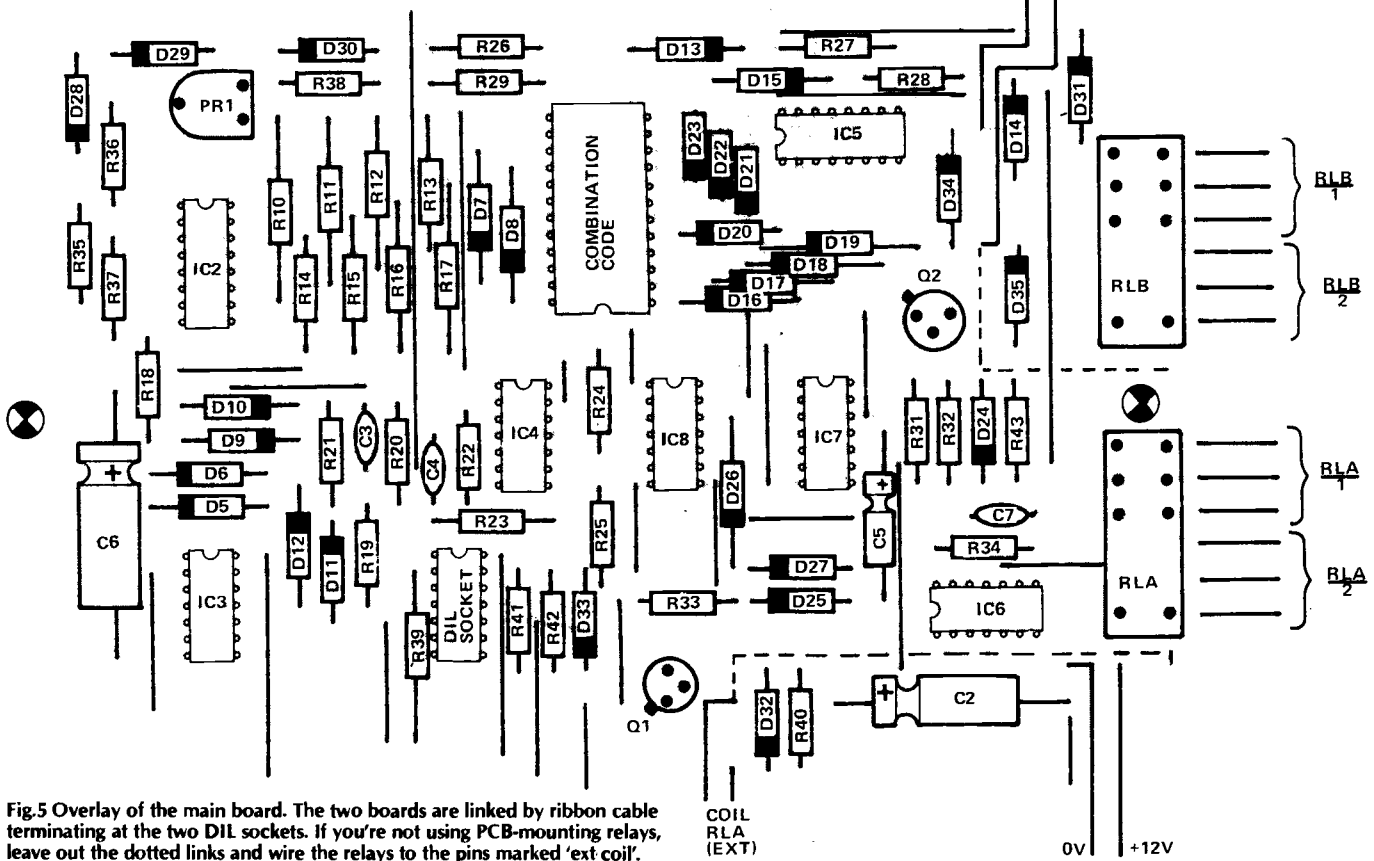 D29
D30
R26
D13
R27
D28
PR1
R38
R29
D15
R28
D31
R36
D23
D22
D21
IC5
D14
COMBINATION
CODE
R10
R11
R12
R13
D7
D8
D34
RLB
1
R35
R37
IC2
R14
R15
R16
R17
D20
D19
D18
D17
D16
Q2
D35
RLB
RLB
2
R18
D10
D9
D6
D5
R21
C3
R20
C4
R22
IC4
R24
IC8
IC7
R31
R32
D24
R43
+
C6
D26
+
C5
RLA
1
R23
R25
C7
R34
D12
D11
R19
IC3
DIL
SOCKET
R39
R41
R42
D33
D27
D25
R33
IC6
RLA
RLA
2
Q1
D32
R40
+
C2
COIL
RLA
(EXT)
0V
+12V
Fig.5 Overlay of the main board. The two boards are linked by ribbon cable
terminating at the two DIL sockets. If you're not using PCB-mounting relays,
leave out the dotted links and wire the relays to the pins marked 'ext coil'.